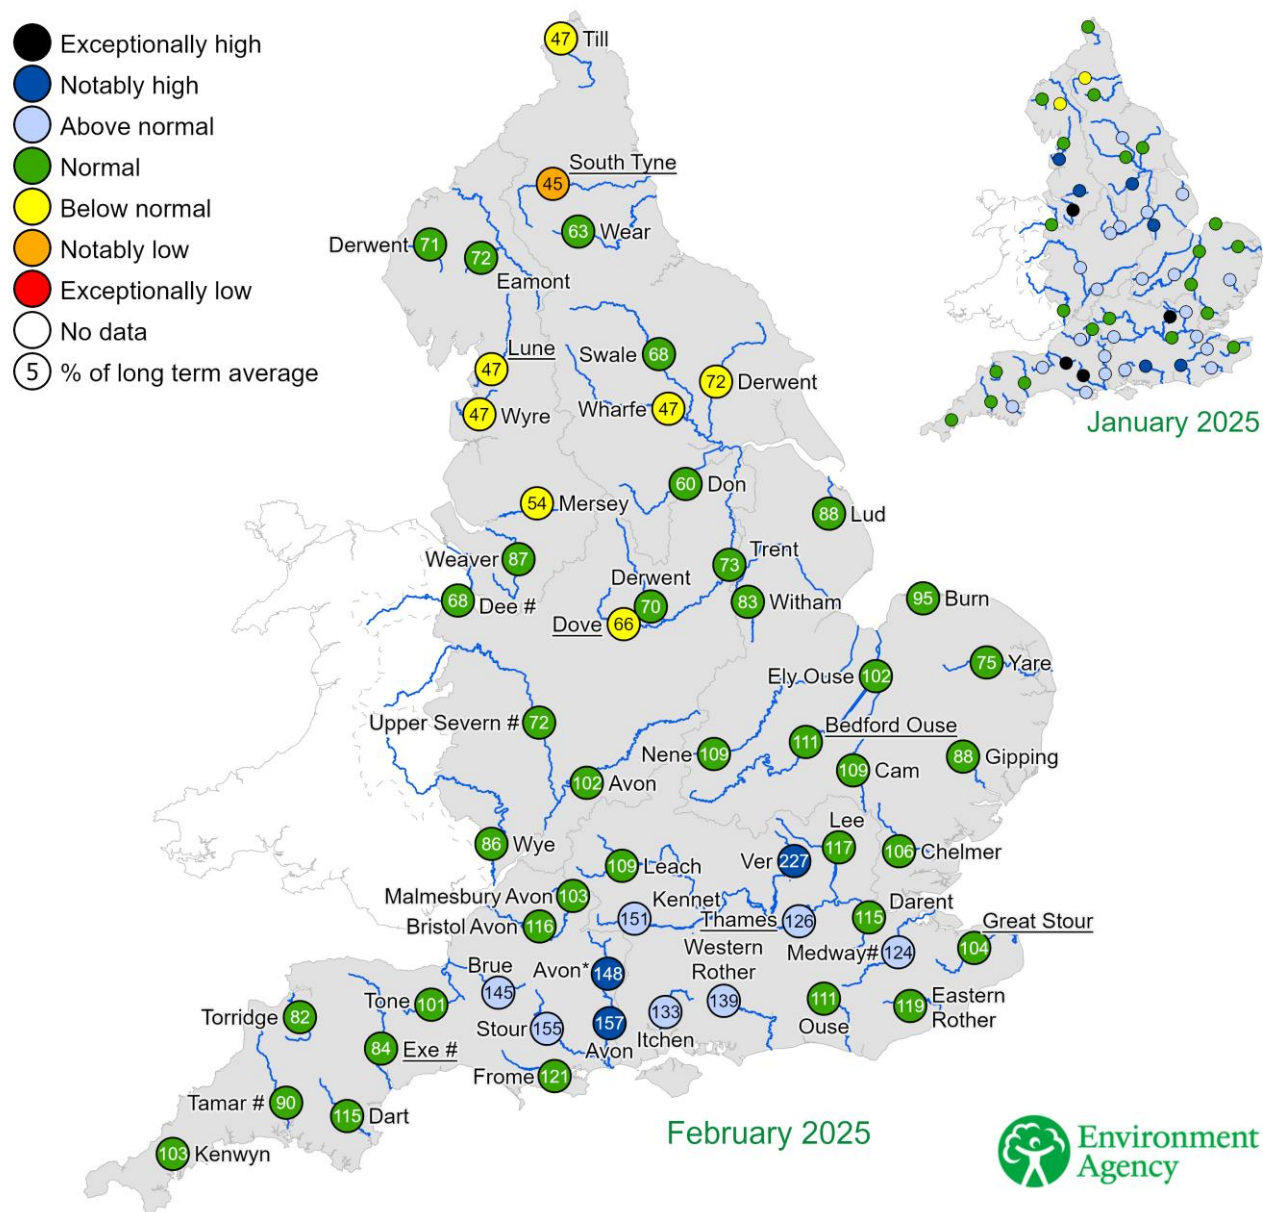 Exceptionally high
Notably high
Above normal
Normal
Below normal
Notably low
Exceptionally low
No data
5 % of long term average
47 Till
South Tyne
45
63 Wear
Derwent 71
72
Eamont
Lune
47
Swale 68
72 Derwent
47 Wyre
Wharfe 47
January 2025
60 Don
54 Mersey
88 Lud
Weaver 87
Trent
73
Derwent
70
68 Dee #
83 Witham
95 Burn
Dove 66
75 Yare
Ely Ouse 102
Upper Severn # 72
Bedford Ouse
111
Nene 109
88 Gipping
109 Cam
102 Avon
Lee
117
86 Wye
106 Chelmer
Ver 227
109 Leach
Malmesbury Avon 103
Kennet
151
Darent
115
Thames 126
Great Stour
104
Bristol Avon 116
Western
Rother
139
Medway# 124
Brue
145
Avon* 148
Tone 101
133
Itchen
111
Ouse
119 Eastern
Rother
Torridge 82
Stour 155
157
Avon
84 Exe #
Frome 121
Tamar # 90
115 Dart
February 2025
103 Kenwyn
Environment
Agency